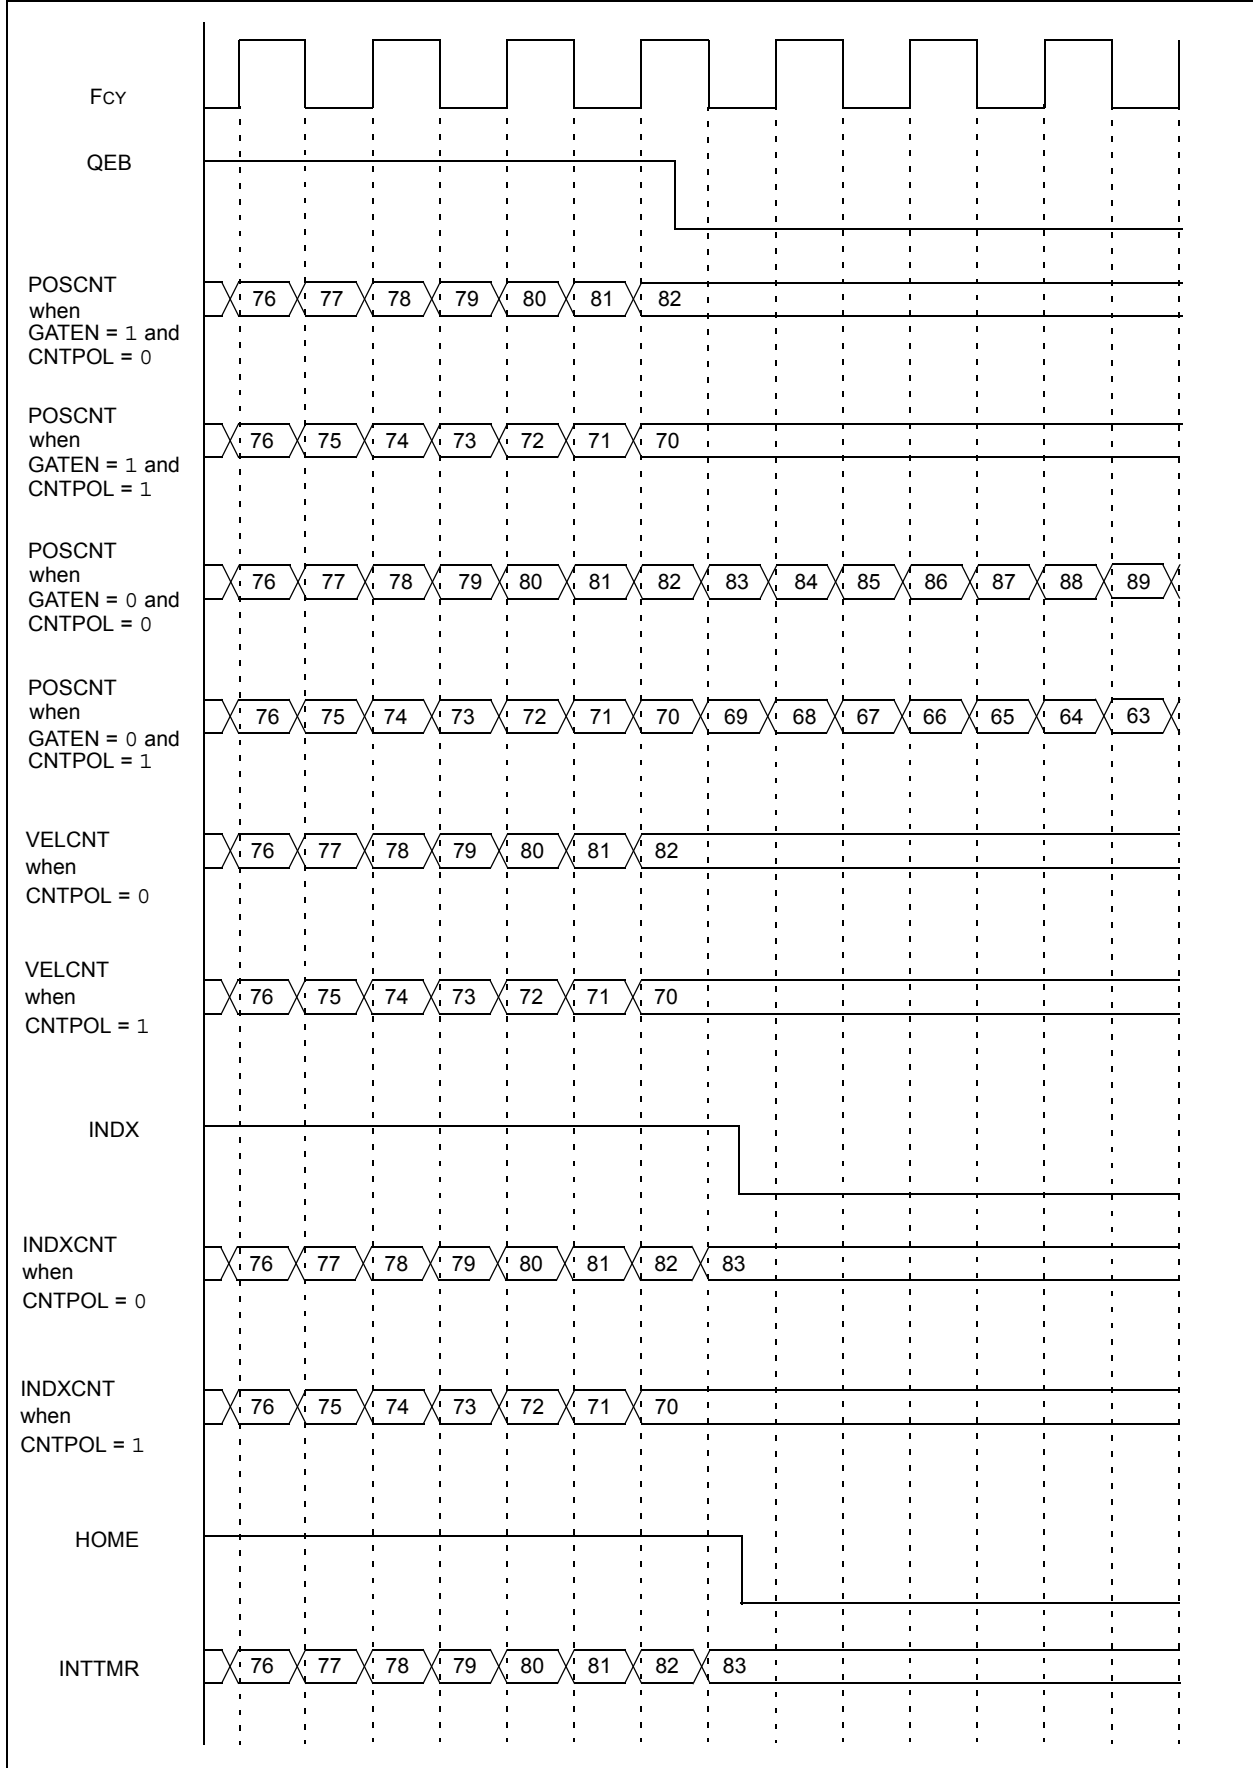 FCY
QEB
POSCNT
when
GATEN = 1 and
CNTPOL = 0
76 77 78 79 80 81 82
POSCNT
when
GATEN = 1 and
CNTPOL = 1
76 75 74 73 72 71 70
POSCNT
when
GATEN = 0 and
CNTPOL = 0
76 77 78 79 80 81 82 83 84 85 86 87 88 89
POSCNT
when
GATEN = 0 and
CNTPOL = 1
76 75 74 73 72 71 70 69 68 67 66 65 64 63
VELCNT
when
CNTPOL = 0
76 77 78 79 80 81 82
VELCNT
when
CNTPOL = 1
76 75 74 73 72 71 70
INDX
INDXCNT
when
CNTPOL = 0
76 77 78 79 80 81 82 83
INDXCNT
when
CNTPOL = 1
76 75 74 73 72 71 70
HOME
INTTMR
76 77 78 79 80 81 82 83